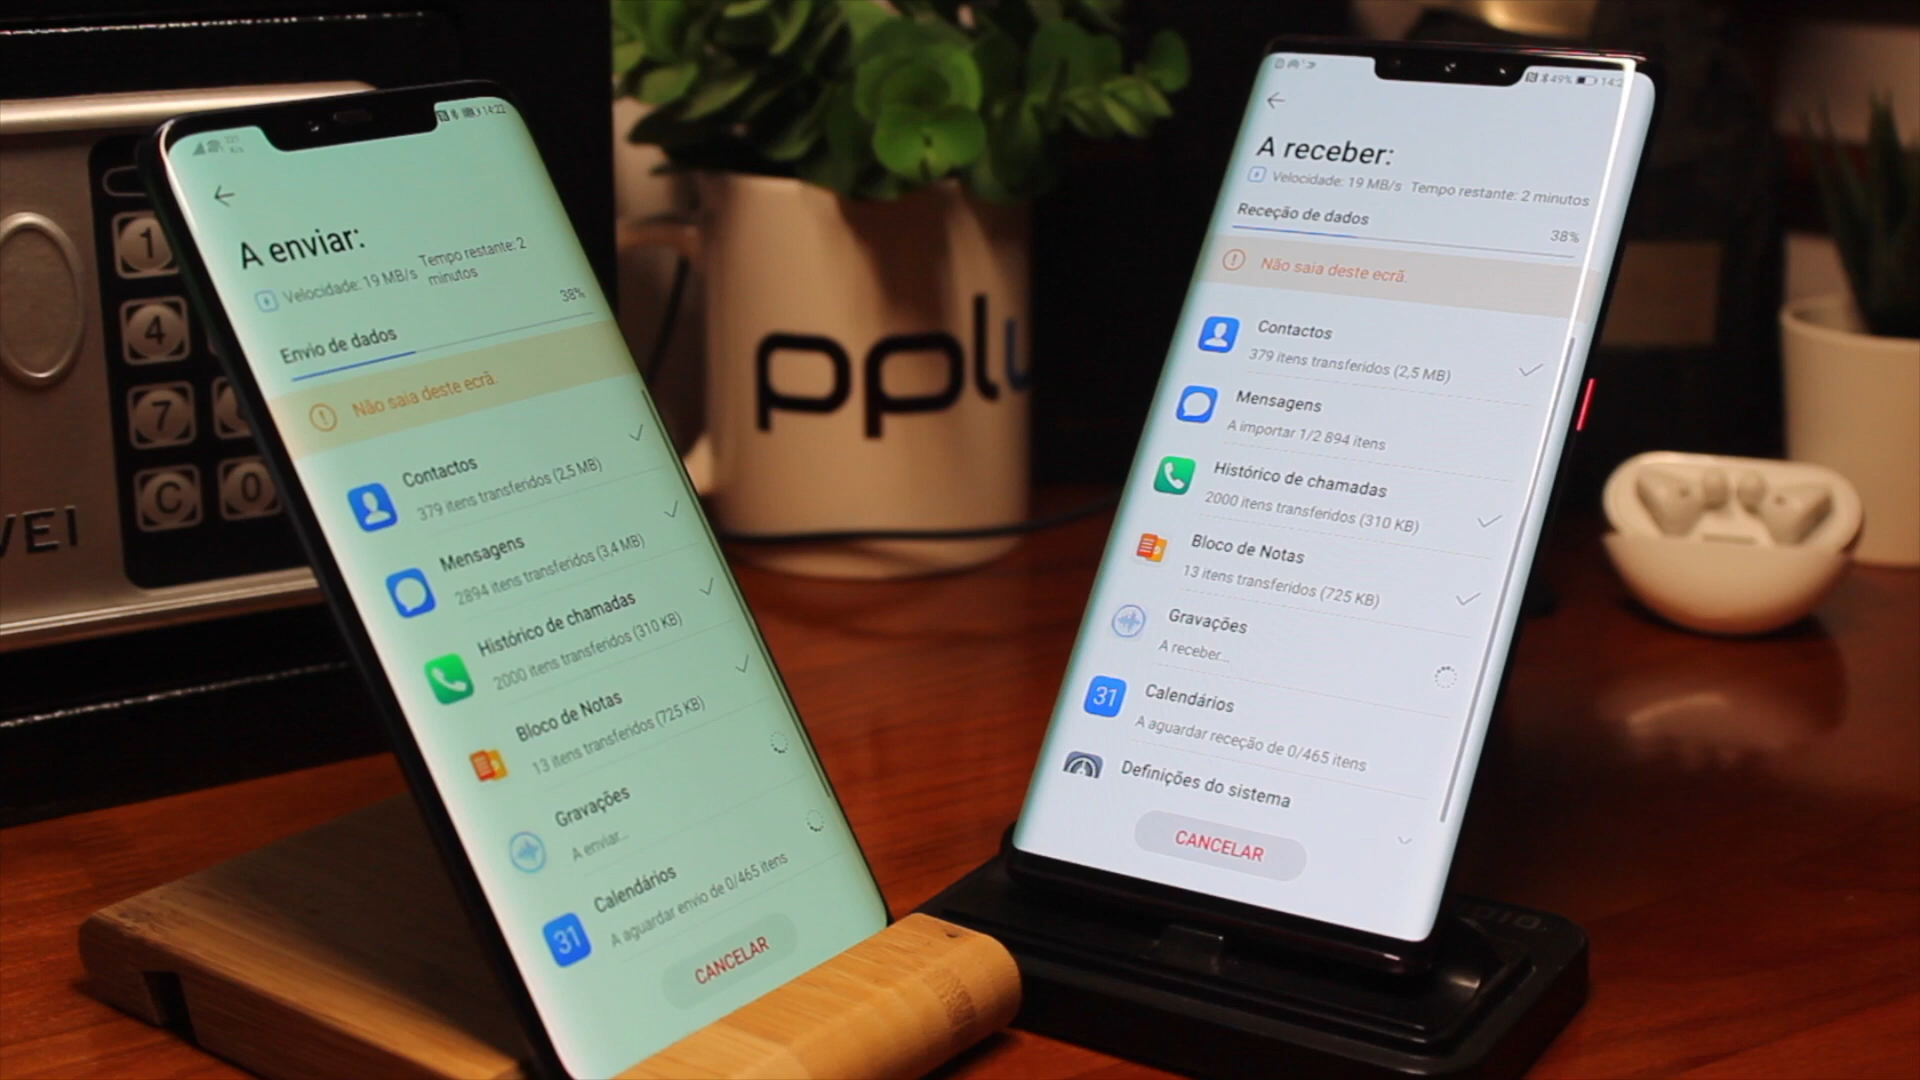 14:22
A enviar:
Velocidade: 19 MB/s
Tempo restante: 2
minutos
38%
Envio de dados
Não saia deste ecrã.
Contactos
379 itens transferidos (2,5 MB)
Mensagens
2894 itens transferidos (3,4 MB)
Histórico de chamadas
2000 itens transferidos (310 KB)
Bloco de Notas
13 itens transferidos (725 KB)
Gravações
A enviar...
31
Calendários
A aguardar envio de 0/465 itens
CANCELAR
49%
A receber:
Velocidade: 19 MB/s Tempo restante: 2 minutos
Receção de dados
38%
Não saia deste ecrã.
Contactos
379 itens transferidos (2,5 MB)
Mensagens
A importar 1/2 894 itens
Histórico de chamadas
2000 itens transferidos (310 KB)
Bloco de Notas
13 itens transferidos (725 KB)
Gravações
A receber...
31
Calendários
A aguardar receção de 0/465 itens
Definições do sistema
CANCELAR
1
4
7
C
0
VEI
pplu